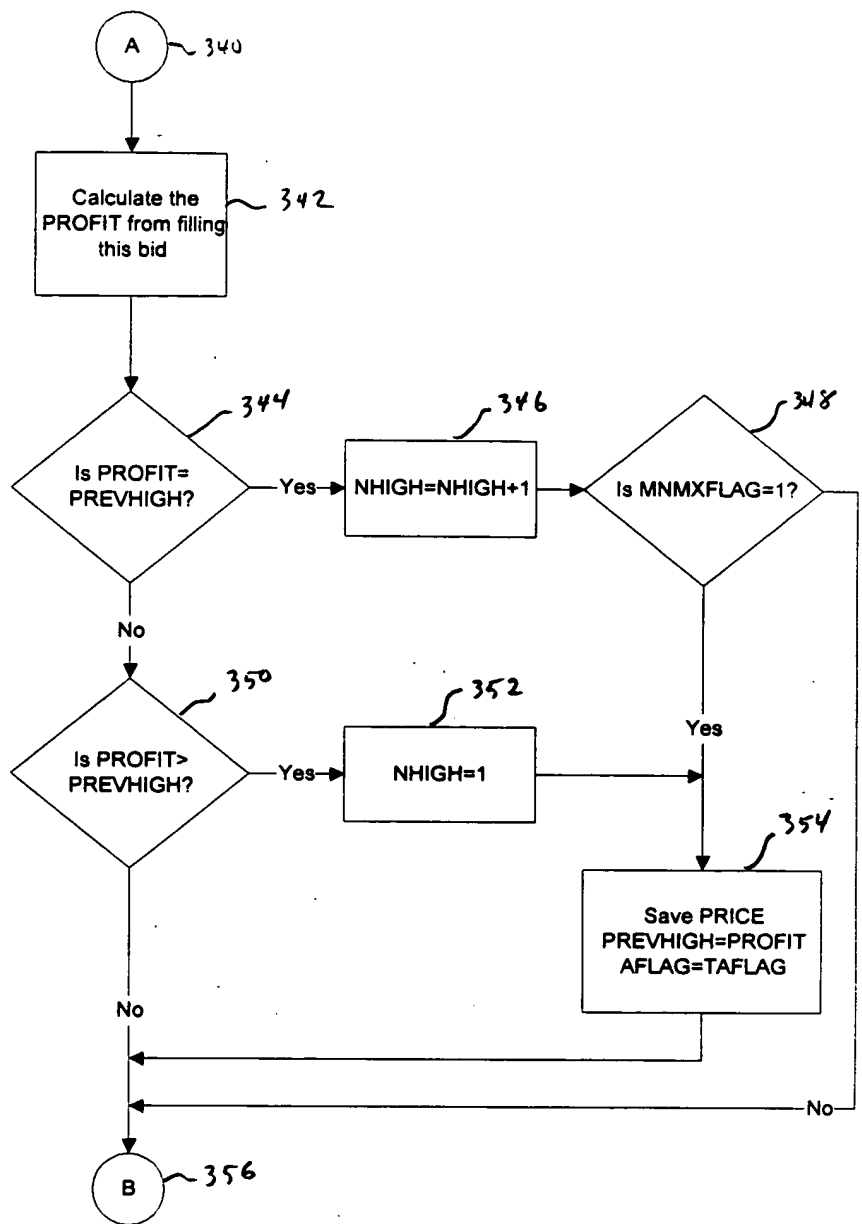 A
340
Calculate the
PROFIT from filling
this bid
342
344
Is PROFIT=
PREVHIGH?
Yes
346
NHIGH=NHIGH+1
348
Is MNMXFLAG=1?
No
350
Is PROFIT>
PREVHIGH?
Yes
352
NHIGH=1
Yes
354
Save PRICE
PREVHIGH=PROFIT
AFLAG=TAFLAG
No
No
B
356